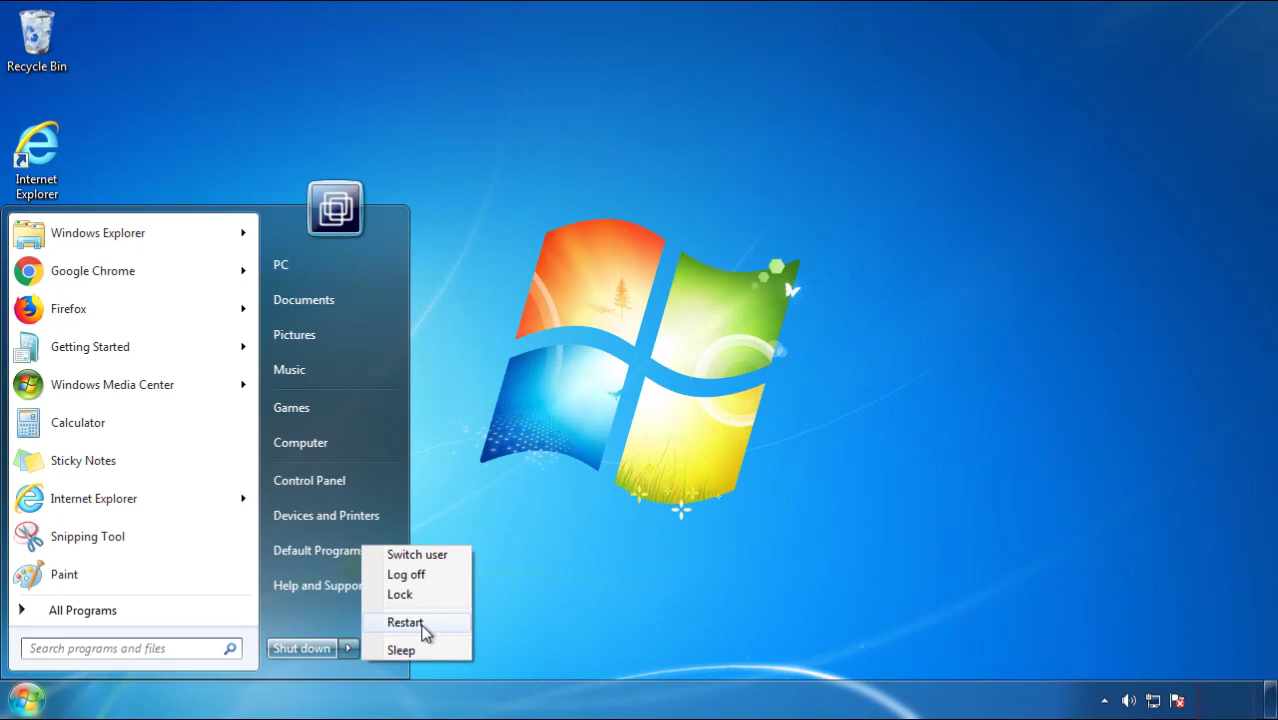 Recycle Bin
Internet
Explorer
Windows Explorer
Google Chrome
Firefox
Getting Started
Windows Media Center
Calculator
Sticky Notes
Internet Explorer
Snipping Tool
Paint
All Programs
Search programs and files
PC
Documents
Pictures
Music
Games
Computer
Control Panel
Devices and Printers
Default Program
Help and Suppor
Shut down
Switch user
Log off
Lock
Restart
Sleep